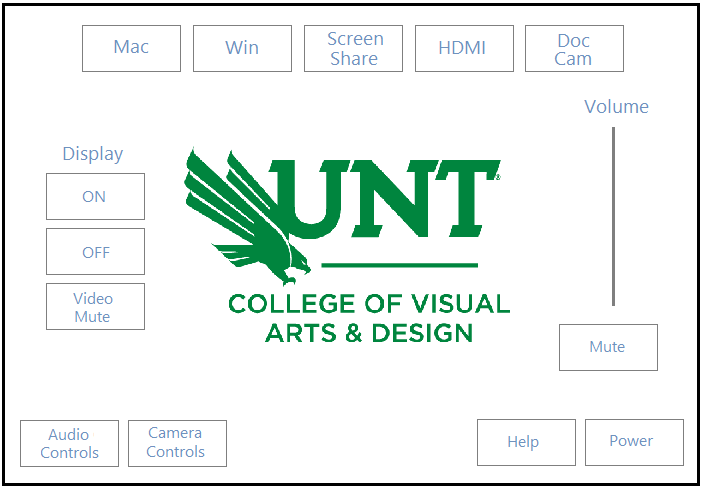 Mac
Win
Screen
Share
HDMI
Doc
Cam
Volume
Display
ON
OFF
Video
Mute
UNT®
COLLEGE OF VISUAL
ARTS & DESIGN
Mute
Audio
Controls
Camera
Controls
Help
Power